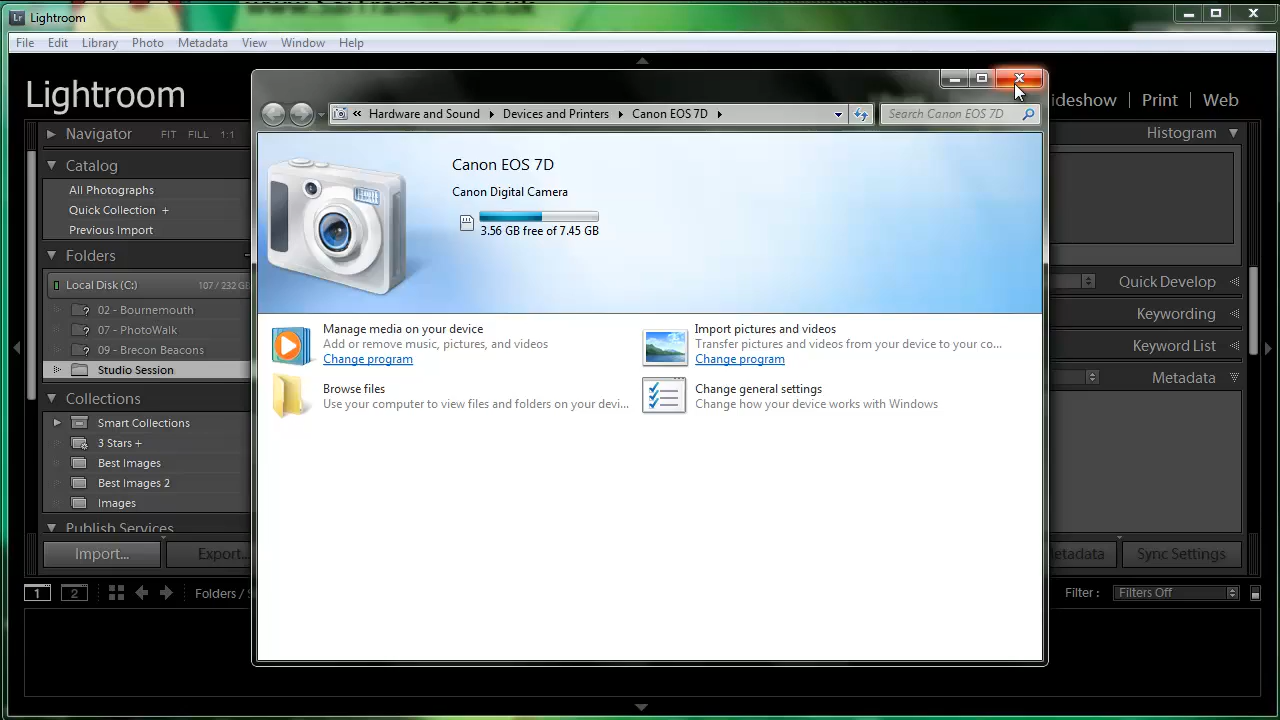 Lightroom
File Edit Library Photo Metadata View Window Help
Lightroom
ideshow | Print | Web
Navigator FIT FILL 1:1
Histogram
Catalog
All Photographs
Quick Collection +
Previous Import
Folders
Local Disk (C:) 107 / 232 GB
02 - Bournemouth
07 - PhotoWalk
09 - Brecon Beacons
Studio Session
Collections
Smart Collections
3 Stars +
Best Images
Best Images 2
Images
Publish Services
Import... Export...
« Hardware and Sound Devices and Printers Canon EOS 7D
Search Canon EOS 7D
Canon EOS 7D
Canon Digital Camera
3.56 GB free of 7.45 GB
Manage media on your device
Add or remove music, pictures, and videos
Change program
Import pictures and videos
Transfer pictures and videos from your device to your co...
Change program
Browse files
Use your computer to view files and folders on your devi...
Change general settings
Change how your device works with Windows
Quick Develop
Keywording
Keyword List
Metadata
etadata Sync Settings
1 2 Folders /
Filter : Filters Off